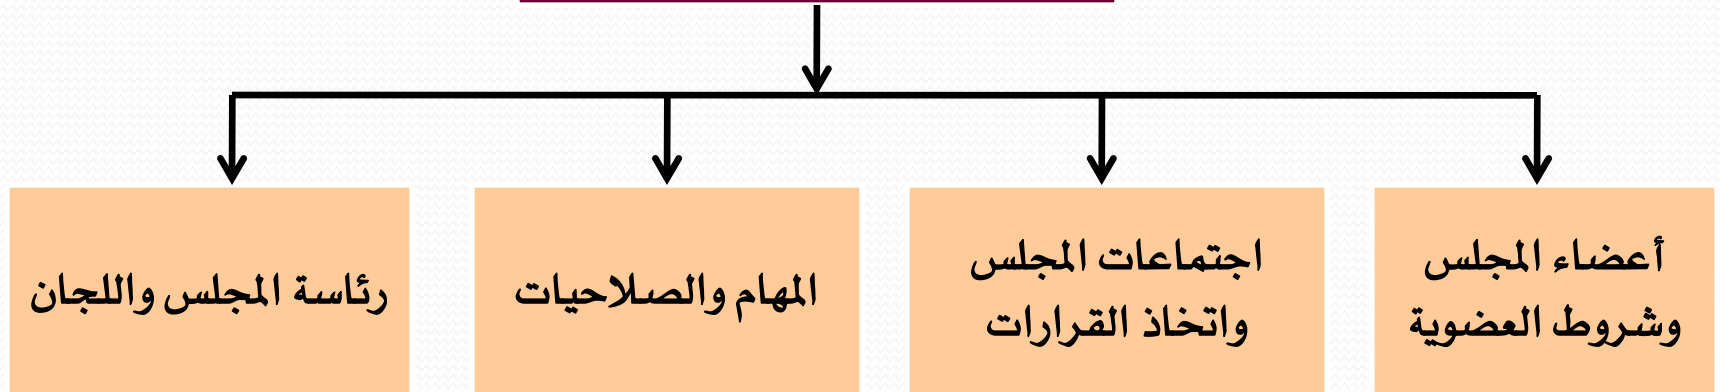 أعضاء المجلس
وشروط العضوية
اجتماعات المجلس
واتخاذ القرارات
المهام والصلاحيات
رئاسة المجلس واللجان